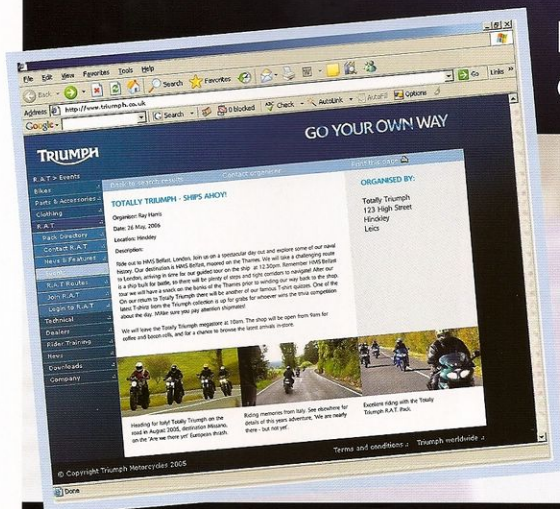 File Edit View Favorites Tools Help
Back Search Favorites
Address http://www.triumph.co.uk Go Links
Google Search 0 blocked Check AutoLink AutoFill Options
TRIUMPH
GO YOUR OWN WAY
R.A.T > Events
Bikes
Parts & Accessories
Clothing
R.A.T.
Pack Directory
Contact R.A.T.
News & Features
R.A.T Routes
Join R.A.T
Login to R.A.T
Technical
Dealers
Rider Training
News
Downloads
Company
Back to search results Contact organiser Print this page
TOTALLY TRIUMPH - SHIPS AHOY!
Organiser: Ray Harris
Date: 26 May, 2006
Location: Hinckley
Description:
Ride out to HMS Belfast, London. Join us on a spectacular day out and explore some of our naval
history. Our destination is HMS Belfast, moored on the Thames. We will take a challenging route
to London, arriving in time for our guided tour on the ship at 12:30pm. Remember HMS Belfast
is a ship built for battle, so there will be plenty of steps and tight corridors to navigate! After our
tour we will have a snack on the banks of the Thames prior to winding our way back to the shop.
On our return to Totally Triumph there will be another of our famous T-shirt quizzes. One of the
latest T-shirt from the Triumph collection is up for grabs for whoever wins the trivia competition
about the day. Make sure you pay attention shipmates!
We will leave the Totally Triumph megastore at 10am. The shop will be open from 9am for
coffee and bacon rolls, and for a chance to browse the latest arrivals in-store.
ORGANISED BY:
Totally Triumph
123 High Street
Hinckley
Leics
Heading for Italy! Totally Triumph on the
road in August 2005, destination Misano,
on the 'Are we there yet' European thrash.
Riding memories from Italy. See elsewhere for
details of this years adventure, 'We are nearly
there - but not yet'.
Excellent riding with the Totally
Triumph R.A.T. Pack.
Terms and conditions Triumph worldwide
© Copyright Triumph Motorcycles 2005
Done